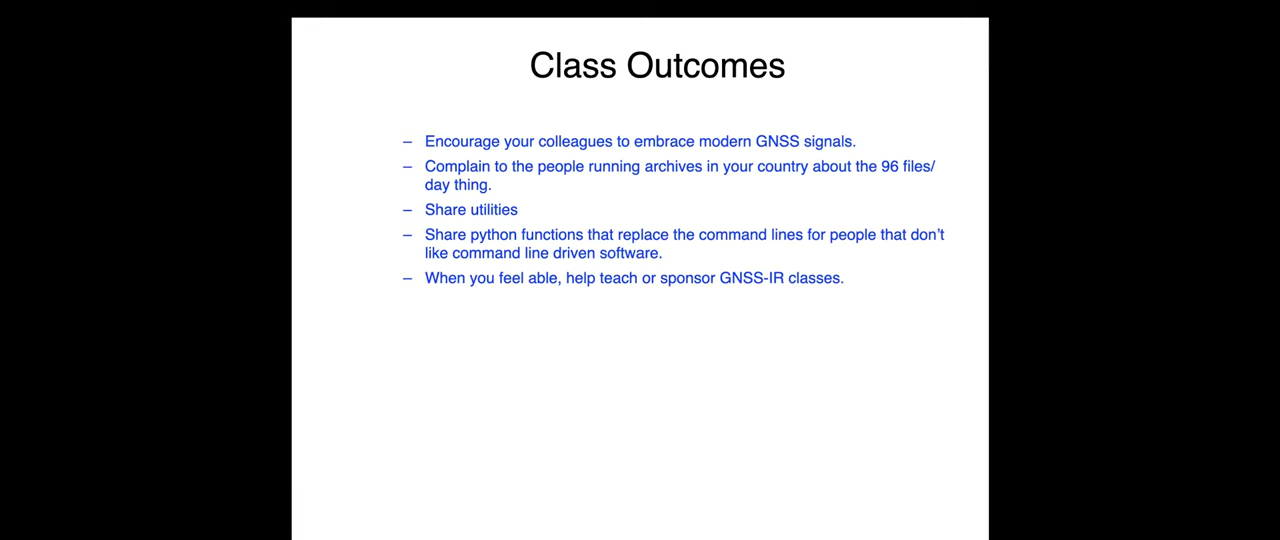 Class Outcomes
– Encourage your colleagues to embrace modern GNSS signals.
– Complain to the people running archives in your country about the 96 files/
day thing.
– Share utilities
– Share python functions that replace the command lines for people that don’t
like command line driven software.
– When you feel able, help teach or sponsor GNSS-IR classes.